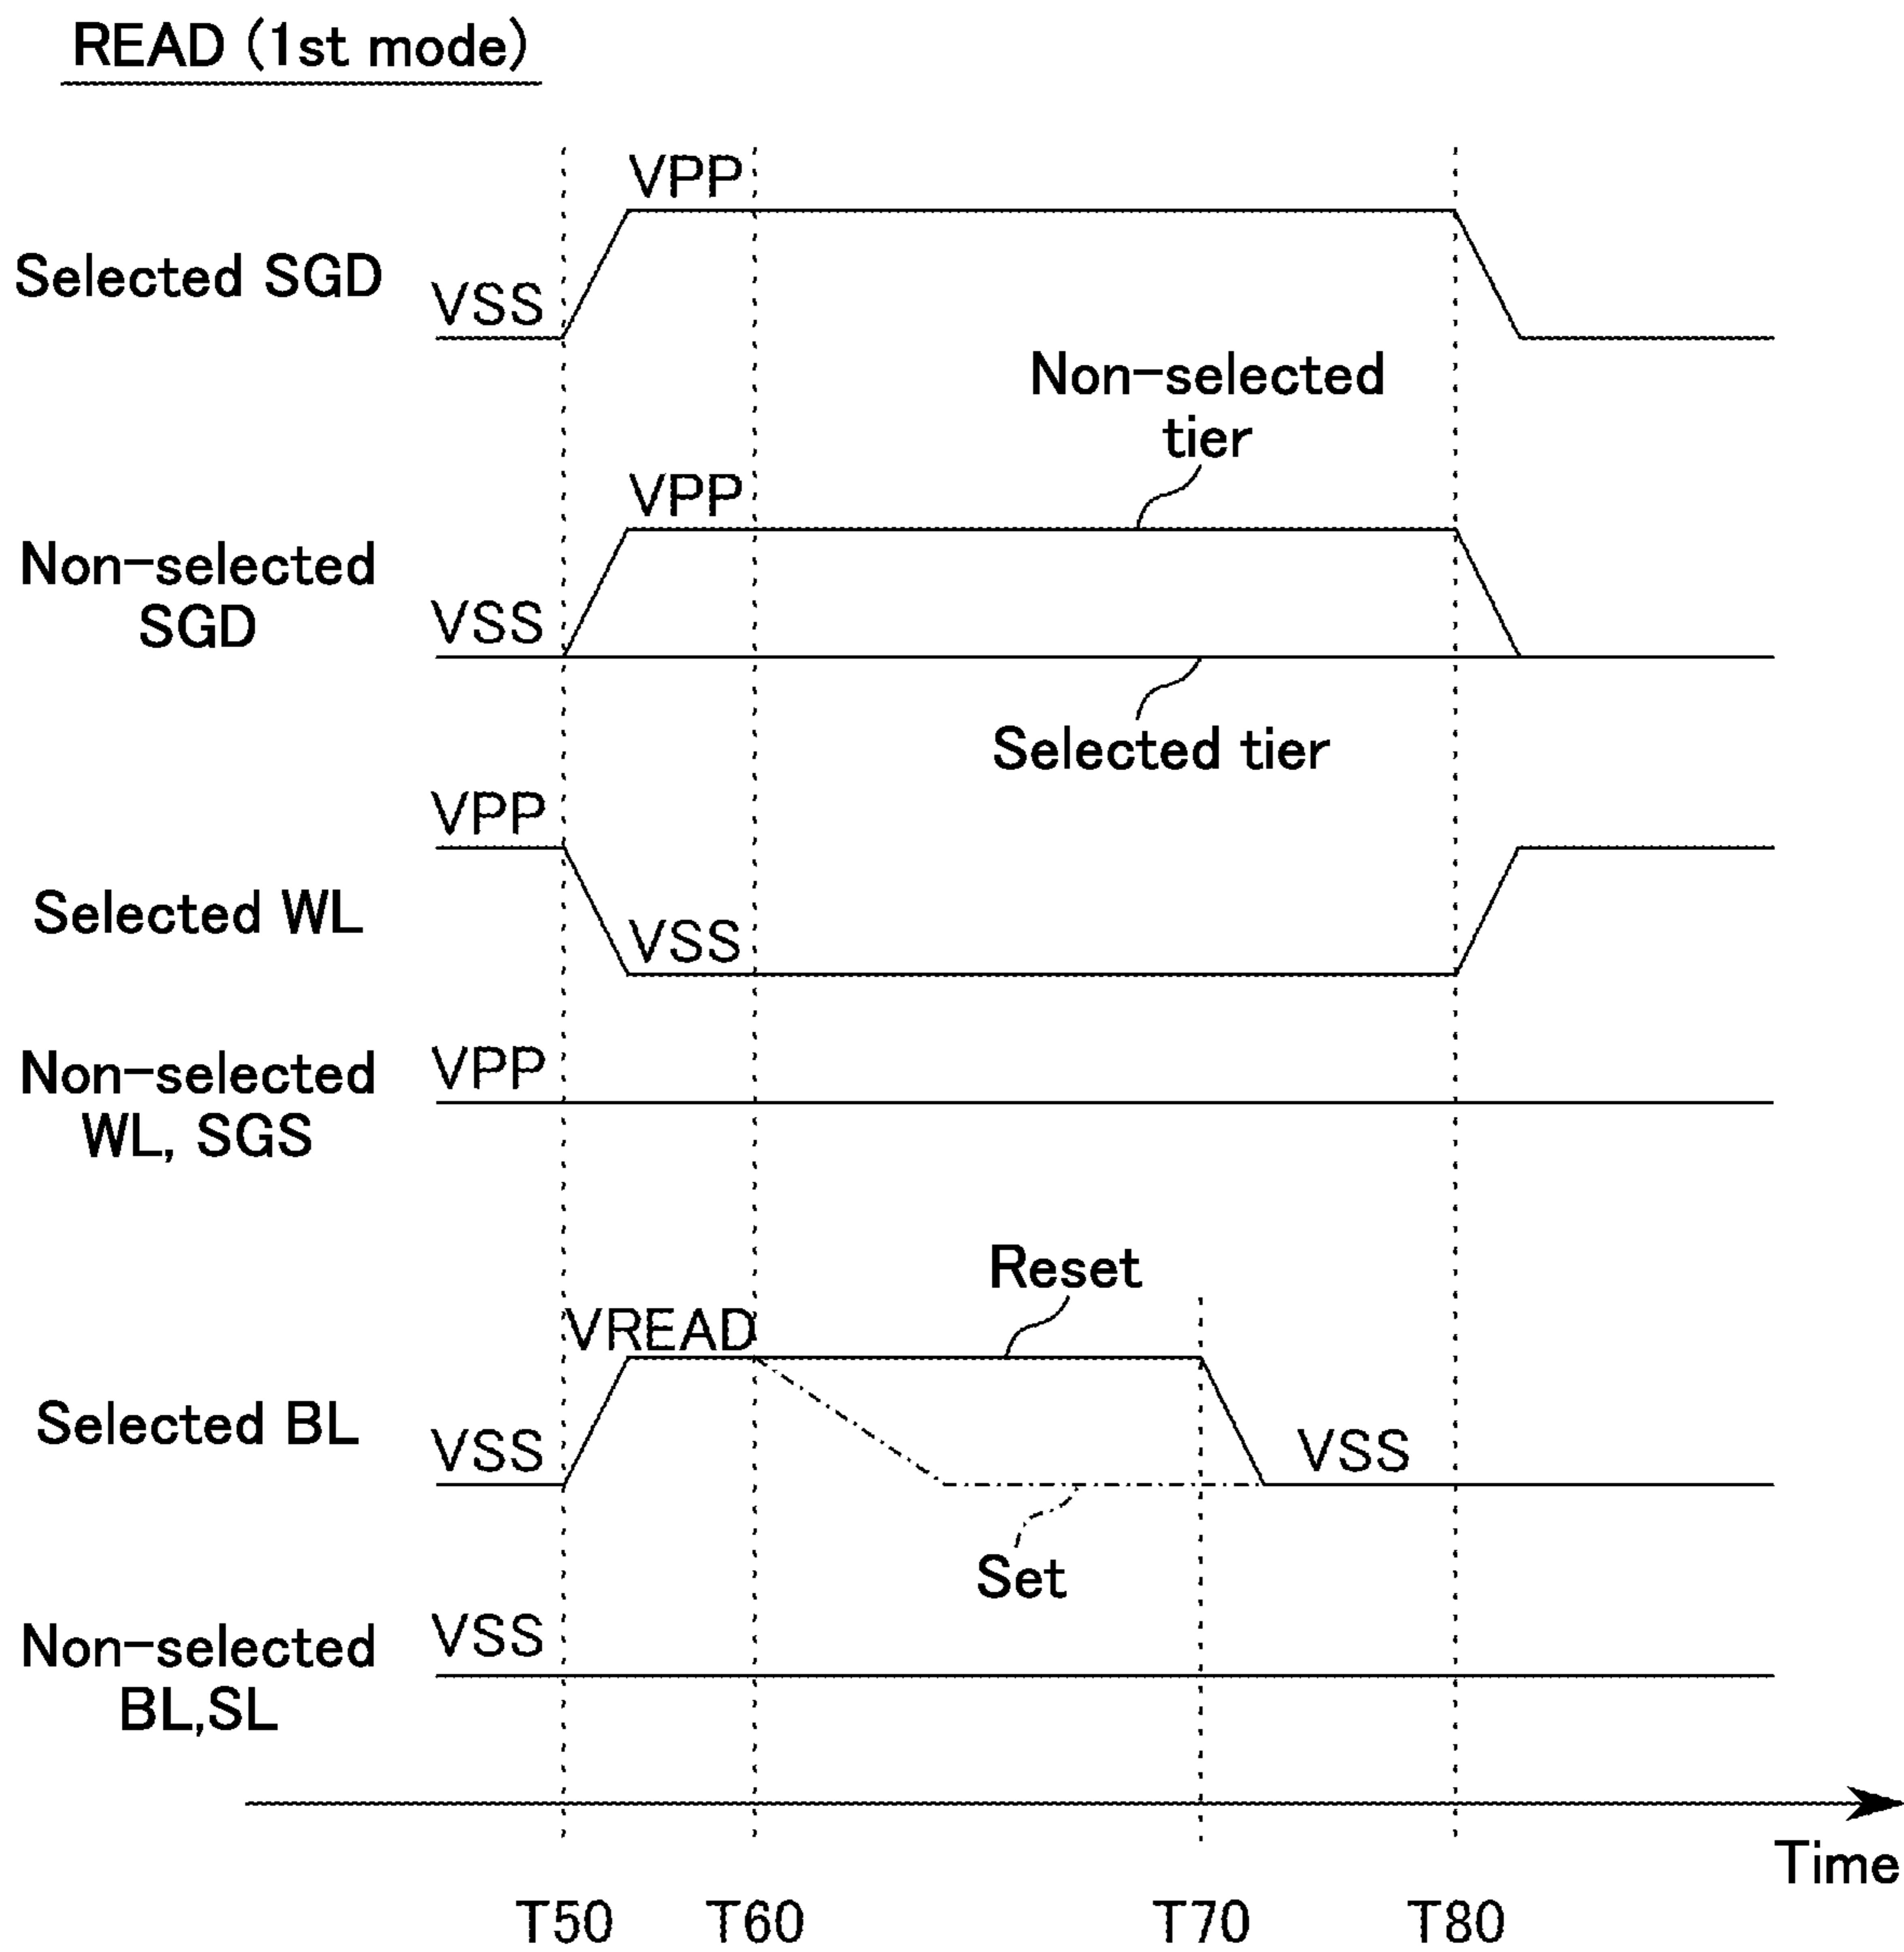 READ (1st mode)
VPP
Selected SGD
VSS
Non-selected
tier
VPP
Non-selected
SGD
VSS
Selected tier
VPP
Selected WL
VSS
Non-selected
WL, SGS
VPP
Reset
VREAD
Selected BL
VSS
VSS
Set
Non-selected
BL,SL
VSS
Time
T50 T60 T70 T80